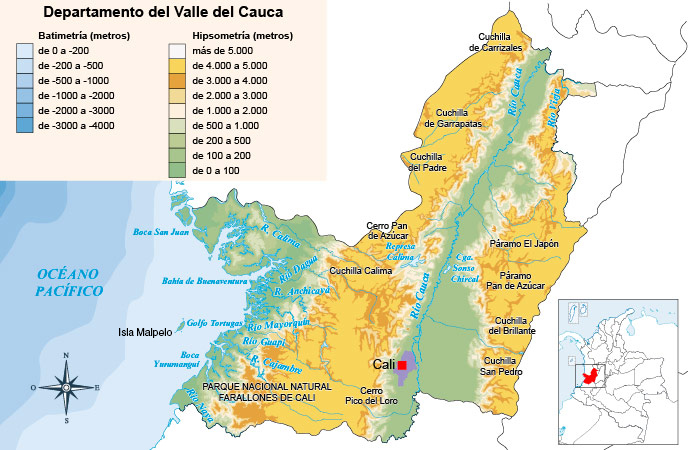 Departamento del Valle del Cauca
Batimetría (metros)
de 0 a -200
de -200 a -500
de -500 a -1000
de -1000 a -2000
de -2000 a -3000
de -3000 a -4000
Hipsometría (metros)
más de 5.000
de 4.000 a 5.000
de 3.000 a 4.000
de 2.000 a 3.000
de 1.000 a 2.000
de 500 a 1.000
de 200 a 500
de 100 a 200
de 0 a 100
Cuchilla
de Carrizales
Río Cauca
Río Vieja
Cuchilla
de Garrapatas
Cuchilla
del Padre
Boca San Juan
R. Calima
Cerro Pan
de Azúcar
Represa
Calima
Páramo El Japón
Cga.
Sonso
Chircal
OCÉANO
PACÍFICO
Río Dagua
Cuchilla Calima
Bahía de Buenaventura
R. Anchicayá
Páramo
Pan de Azúcar
Río Cauca
Isla Malpelo
Golfo Tortugas
Río Mayorquín
Cuchilla
del Brillante
Río Guapi
Boca
Yurumanguí
R. Cajambre
Cali
Cuchilla
San Pedro
N
S
E
PARQUE NACIONAL NATURAL
FARALLONES DE CALI
Cerro
Pico del Loro
Río Naya